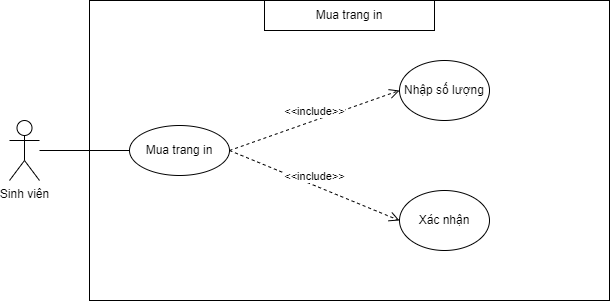 Mua trang in
Nhập số lượng
<<include>>
Mua trang in
<<include>>
Sinh viên
Xác nhận